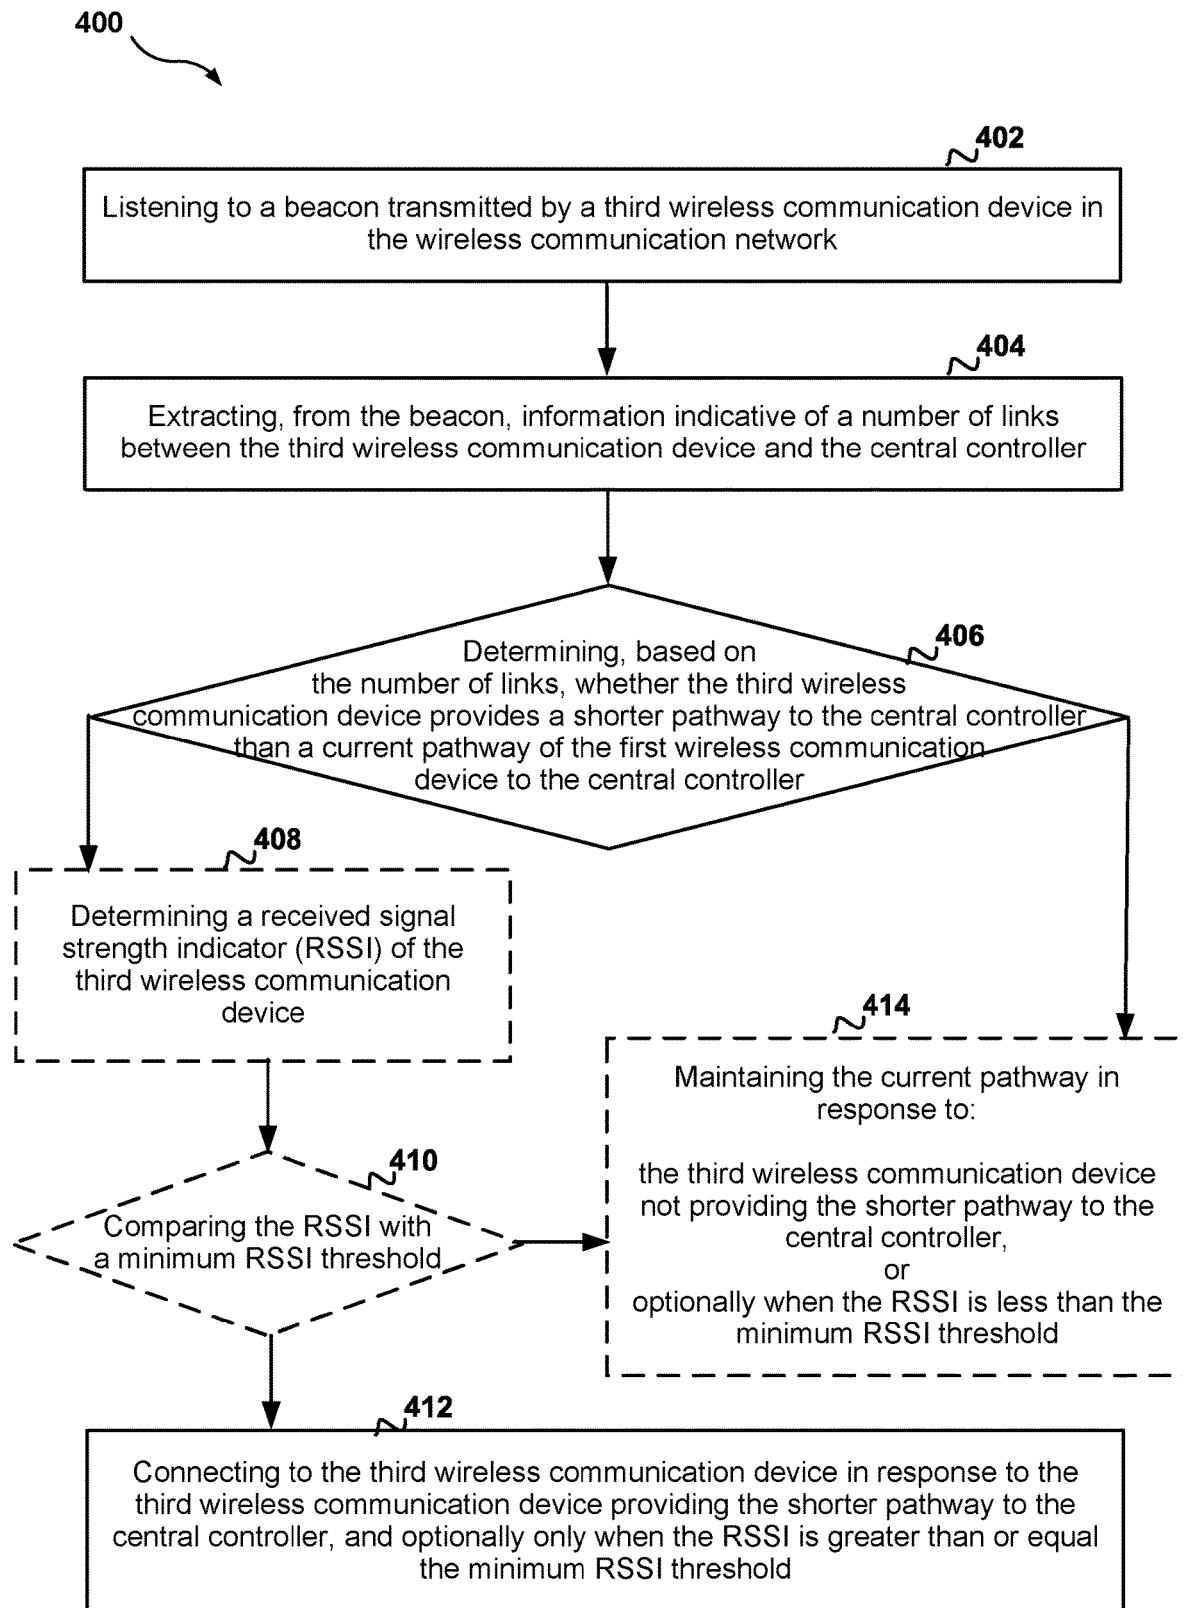 400
402
Listening to a beacon transmitted by a third wireless communication device in
the wireless communication network
404
Extracting, from the beacon, information indicative of a number of links
between the third wireless communication device and the central controller
406
Determining, based on
the number of links, whether the third wireless
communication device provides a shorter pathway to the central controller
than a current pathway of the first wireless communication
device to the central controller
408
Determining a received signal
strength indicator (RSSI) of the
third wireless communication
device
414
Maintaining the current pathway in
response to:
the third wireless communication device
not providing the shorter pathway to the
central controller,
or
optionally when the RSSI is less than the
minimum RSSI threshold
410
Comparing the RSSI with
a minimum RSSI threshold
412
Connecting to the third wireless communication device in response to the
third wireless communication device providing the shorter pathway to the
central controller, and optionally only when the RSSI is greater than or equal
the minimum RSSI threshold